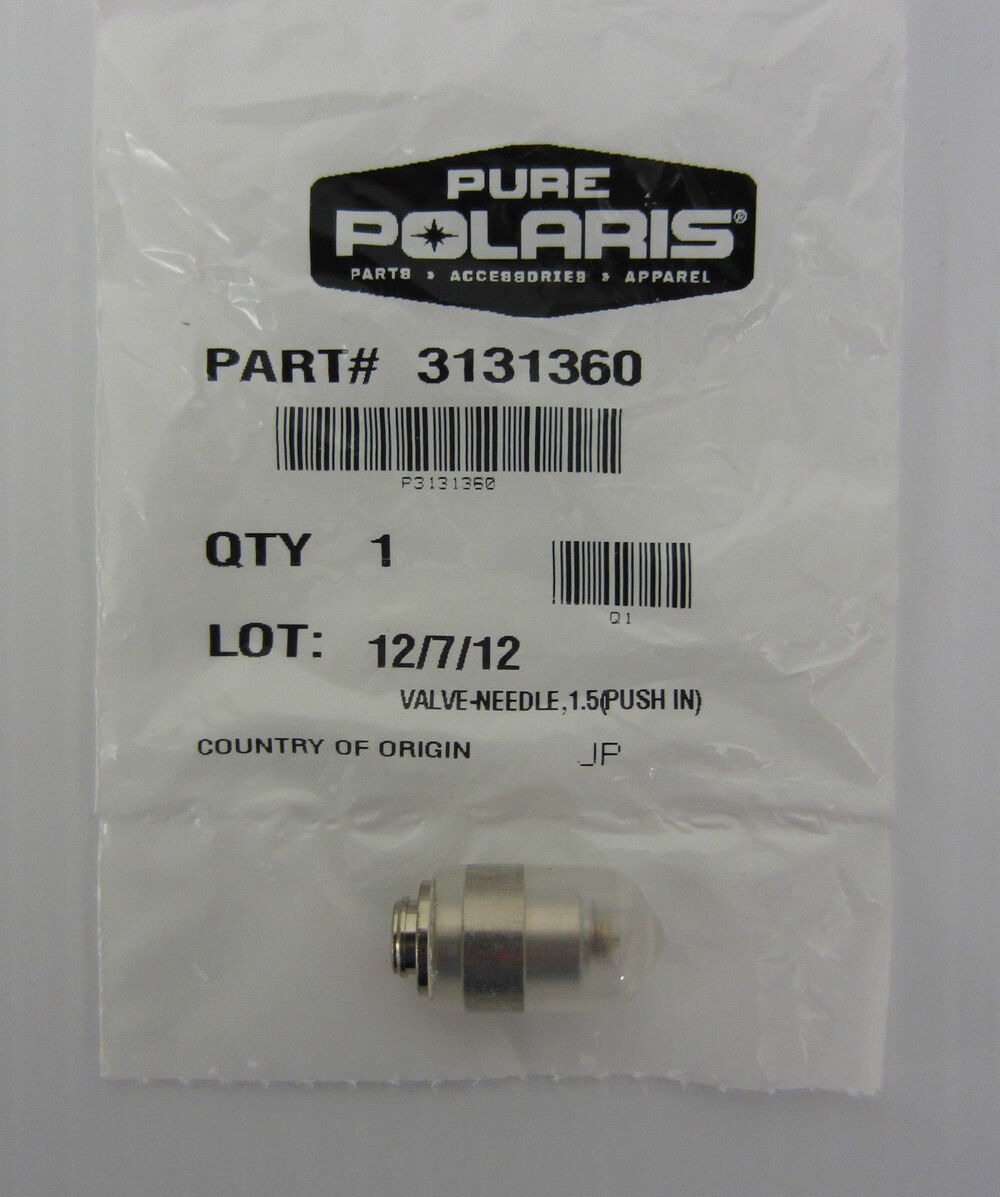 PURE
POLARIS®
PARTS » ACCESSORIES » APPAREL
PART# 3131360
P3131360
QTY 1
Q1
LOT: 12/7/12
VALVE-NEEDLE,1.5(PUSH IN)
COUNTRY OF ORIGIN JP